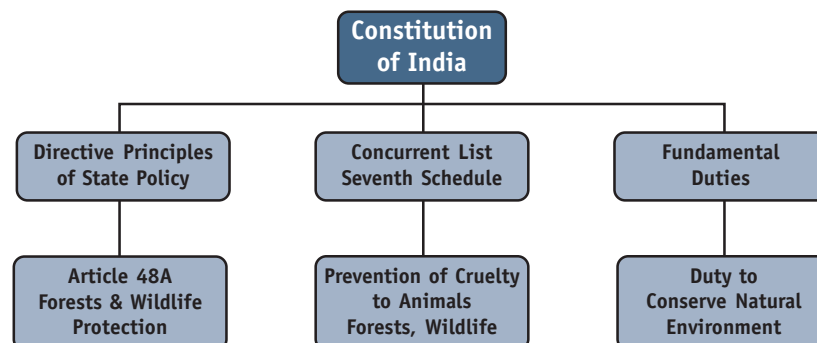 Constitution
of India
Directive Principles
of State Policy
Concurrent List
Seventh Schedule
Fundamental
Duties
Article 48A
Forests & Wildlife
Protection
Prevention of Cruelty
to Animals
Forests, Wildlife
Duty to
Conserve Natural
Environment